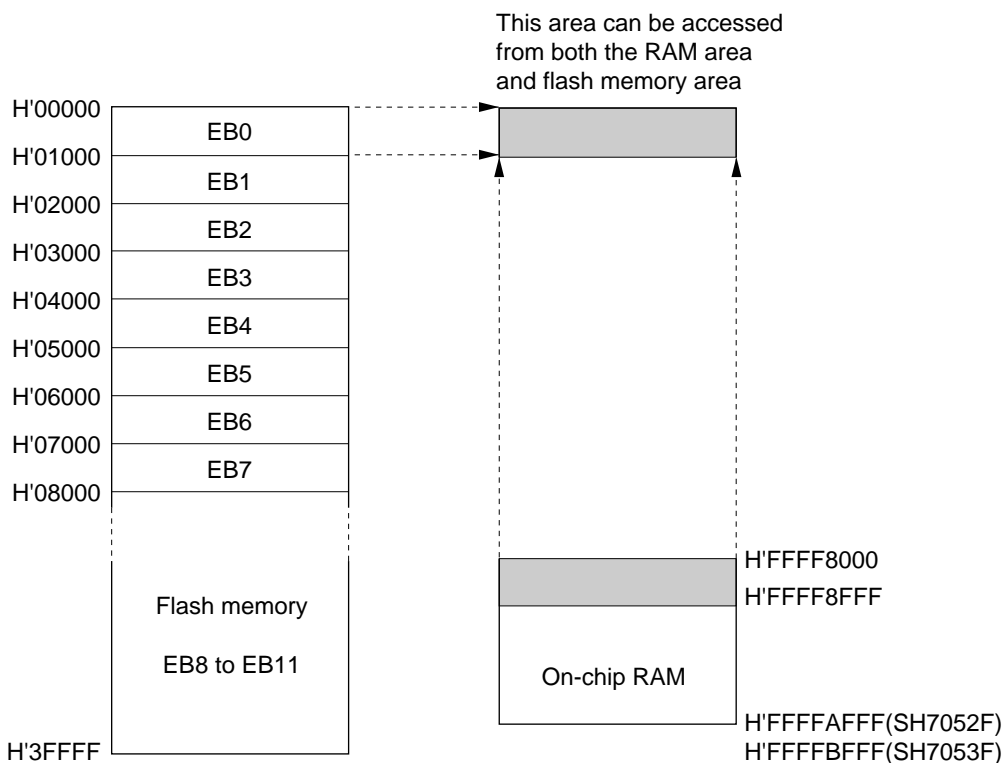 This area can be accessed
from both the RAM area
and flash memory area
H'00000
EB0
H'01000
EB1
H'02000
EB2
H'03000
EB3
H'04000
EB4
H'05000
EB5
H'06000
EB6
H'07000
EB7
H'08000
H'FFFF8000
Flash memory
H'FFFF8FFF
EB8 to EB11
On-chip RAM
H'FFFFAFFF(SH7052F)
H'3FFFF
H'FFFFBFFF(SH7053F)